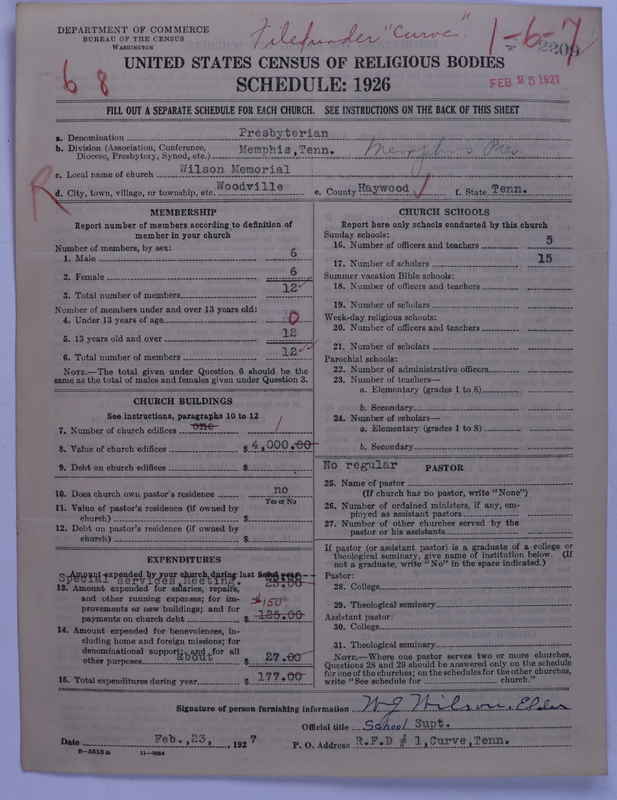 DEPARTMENT OF COMMERCE
BUREAU OF THE CENSUS
WASHINGTON
File under "Curve".
1-6-7
2209
68
UNITED STATES CENSUS OF RELIGIOUS BODIES
SCHEDULE: 1926
FEB 25 1927
FILL OUT A SEPARATE SCHEDULE FOR EACH CHURCH. SEE INSTRUCTIONS ON THE BACK OF THIS SHEET
a. Denomination Presbyterian
b. Division (Association, Conference, Diocese, Presbytery, Synod, etc.) Memphis, Tenn. Memphis Pres.
c. Local name of church Wilson Memorial
R
d. City, town, village, or township, etc. Woodville e. County Haywood f. State Tenn.
MEMBERSHIP
Report number of members according to definition of
member in your church
Number of members, by sex:
1. Male 6
2. Female 6
3. Total number of members 12
Number of members under and over 13 years old:
4. Under 13 years of age 0
5. 13 years old and over 12
6. Total number of members 12
NOTE.—The total given under Question 6 should be the
same as the total of males and females given under Question 3.
CHURCH BUILDINGS
See instructions, paragraphs 10 to 12
7. Number of church edifices one 1
8. Value of church edifices $ 4,000.00
9. Debt on church edifices $
10. Does church own pastor's residence no
Yes or No
11. Value of pastor's residence (if owned by
church) $
12. Debt on pastor's residence (if owned by
church) $
EXPENDITURES
Amount expended by your church during last fiscal year:
Special services, Meeting. 25.00
13. Amount expended for salaries, repairs,
and other running expenses; for im-
provements or new buildings; and for
payments on church debt $ 125.00
$150
14. Amount expended for benevolences, in-
cluding home and foreign missions; for
denominational support; and for all
other purposes about 27.00
15. Total expenditures during year $ 177.00
CHURCH SCHOOLS
Report here only schools conducted by this church
Sunday schools:
16. Number of officers and teachers 5
17. Number of scholars 15
Summer vacation Bible schools:
18. Number of officers and teachers
19. Number of scholars
Week-day religious schools:
20. Number of officers and teachers
21. Number of scholars
Parochial schools:
22. Number of administrative officers
23. Number of teachers—
a. Elementary (grades 1 to 8)
b. Secondary
24. Number of scholars—
a. Elementary (grades 1 to 8)
b. Secondary
No regular PASTOR
25. Name of pastor
(If church has no pastor, write "None")
26. Number of ordained ministers, if any, em-
ployed as assistant pastors
27. Number of other churches served by the
pastor or his assistants
If pastor (or assistant pastor) is a graduate of a college or
theological seminary, give name of institution below. (If
not a graduate, write "No" in the space indicated.)
Pastor:
28. College
29. Theological seminary
Assistant pastor:
30. College
31. Theological seminary
NOTE.—Where one pastor serves two or more churches,
Questions 28 and 29 should be answered only on the schedule
for one of the churches; on the schedules for the other churches,
write "See schedule for church."
Signature of person furnishing information W J Wilson, Elder
Official title School Supt.
Date Feb., 23, , 1927 P. O. Address R.F.D # 1, Curve, Tenn.
8-5515a 11-9054